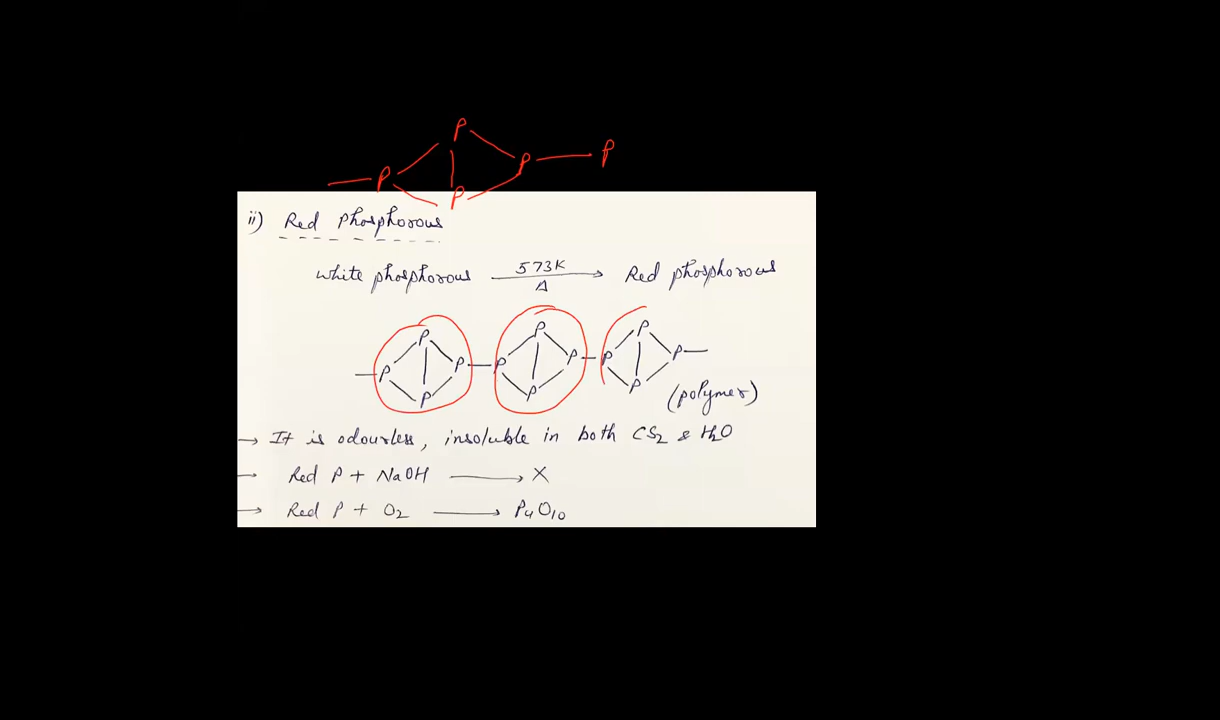 P
P P P
P
ii) Red phosphorous
White phosphorous 573K Δ → Red phosphorous
P P P
—P P—P P—P P—
P P P
(polymer)
→ It is odourless, insoluble in both CS2 & H2O
→ Red P + NaOH → X
→ Red P + O2 → P4O10